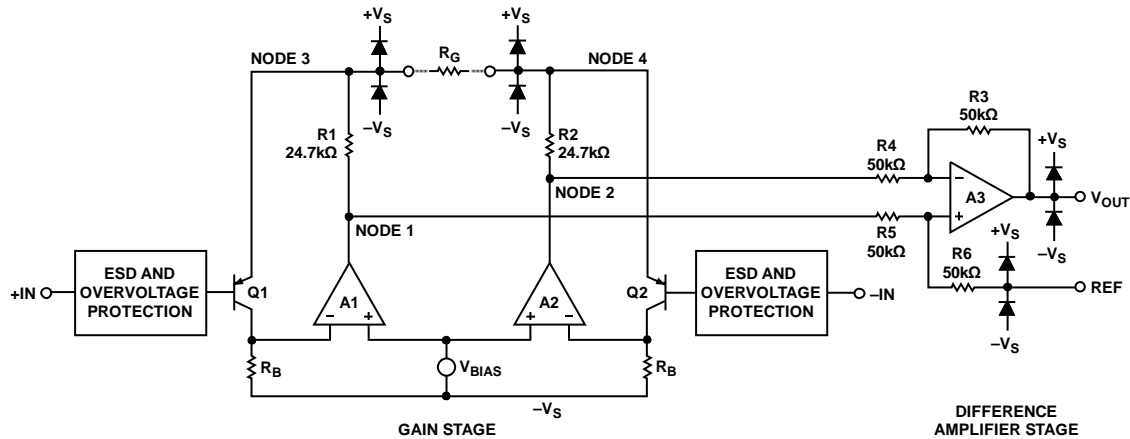 +VS
+VS
NODE 3
RG
NODE 4
–VS
–VS
R1
24.7kΩ
R2
24.7kΩ
R3
50kΩ
R4
50kΩ
+VS
NODE 2
A3
–
+
VOUT
NODE 1
R5
50kΩ
–VS
+VS
R6
50kΩ
REF
–VS
+IN
ESD AND
OVERVOLTAGE
PROTECTION
Q1
A1
–
+
A2
+
–
Q2
ESD AND
OVERVOLTAGE
PROTECTION
–IN
RB
VBIAS
RB
–VS
GAIN STAGE
DIFFERENCE
AMPLIFIER STAGE